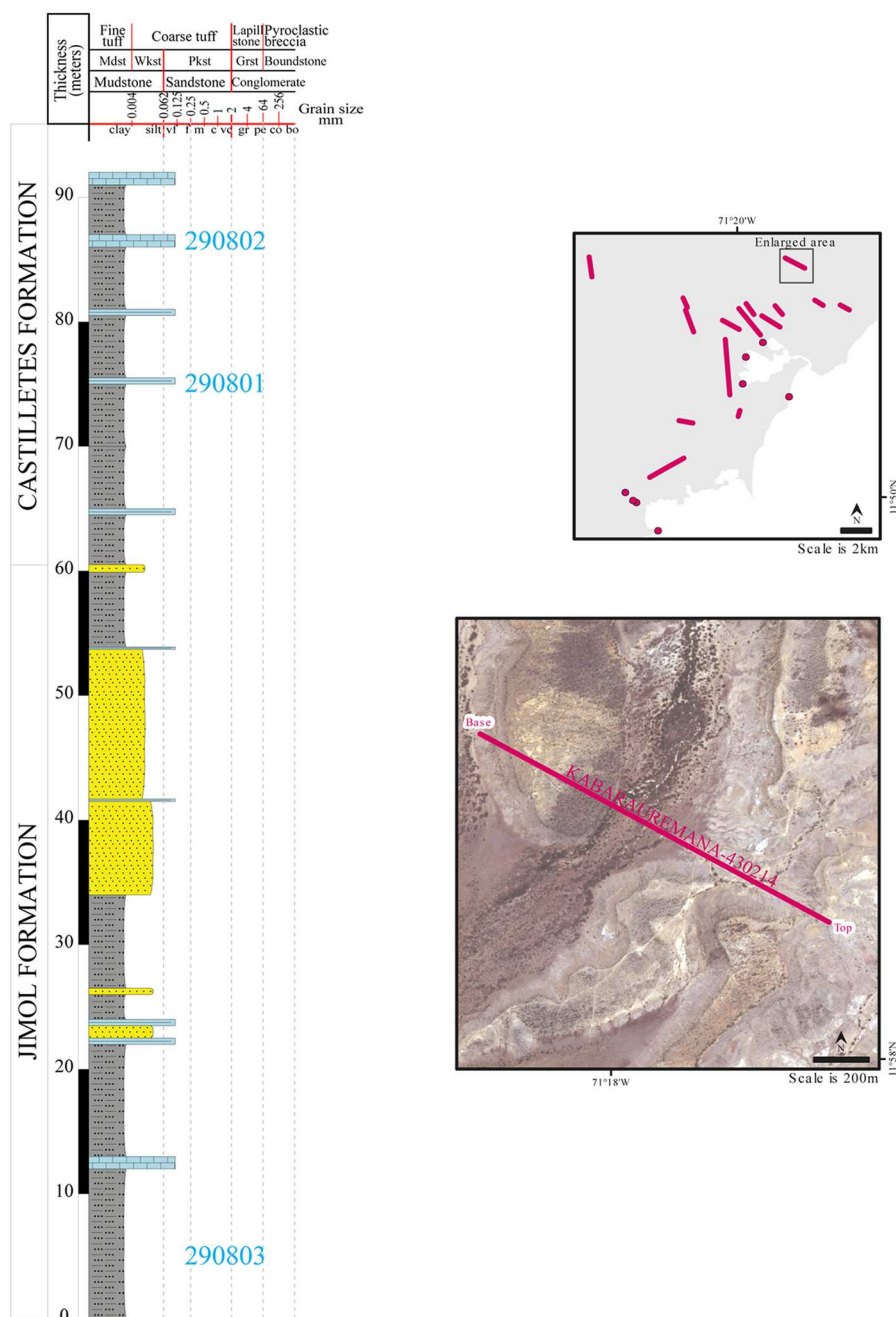 Thickness
(meters)
Fine
tuff
Coarse tuff
Lapill
stone
Pyroclastic
breccia
Mdst
Wkst
Pkst
Grst
Boundstone
Mudstone
Sandstone
Conglomerate
0.004
0.062
0.125
0.25
0.5
1
2
4
64
256
Grain size
mm
clay
silt
vf
f
m
c
vc
gr
pe
co
bo
CASTILLETES FORMATION
JIMOL FORMATION
90
80
70
60
50
40
30
20
10
0
290802
290801
290803
71°20'W
Enlarged area
N
11°50'N
Scale is 2km
Base
KABARAUREMANA-430214
Top
N
11°58'N
Scale is 200m
71°18'W